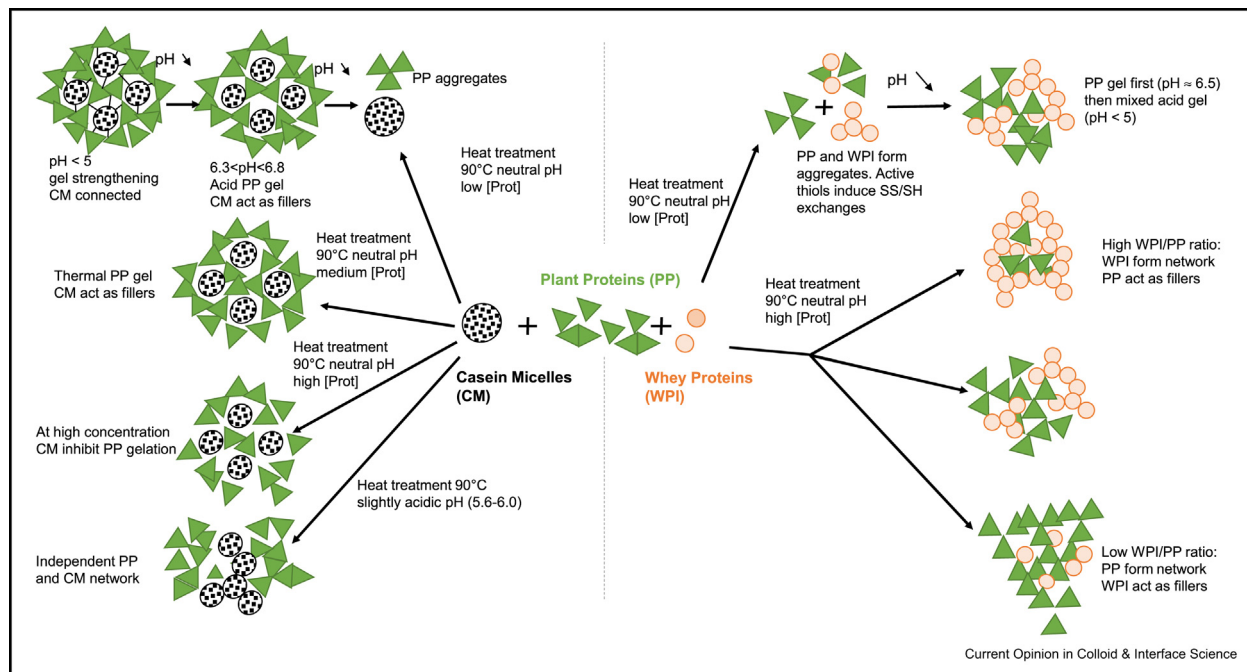 pH ↘
pH ↘
PP aggregates
pH < 5
gel strengthening
CM connected
6.3<pH<6.8
Acid PP gel
CM act as fillers
Heat treatment
90°C neutral pH
low [Prot]
Thermal PP gel
CM act as fillers
Heat treatment
90°C neutral pH
medium [Prot]
Heat treatment
90°C neutral pH
high [Prot]
At high concentration
CM inhibit PP gelation
Heat treatment 90°C
slightly acidic pH (5.6-6.0)
Independent PP
and CM network
Plant Proteins (PP)
+
+
Casein Micelles
(CM)
Whey Proteins
(WPI)
Heat treatment
90°C neutral pH
low [Prot]
+
PP and WPI form
aggregates. Active
thiols induce SS/SH
exchanges
pH ↘
PP gel first (pH ≈ 6.5)
then mixed acid gel
(pH < 5)
Heat treatment
90°C neutral pH
high [Prot]
High WPI/PP ratio:
WPI form network
PP act as fillers
Low WPI/PP ratio:
PP form network
WPI act as fillers
Current Opinion in Colloid & Interface Science